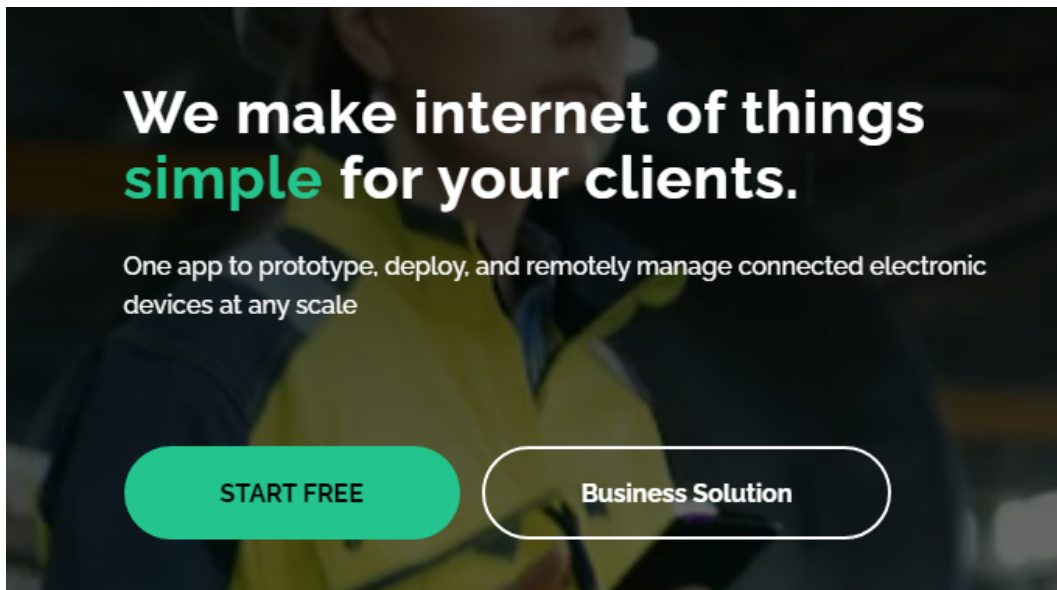 We make internet of things
simple for your clients.
One app to prototype, deploy, and remotely manage connected electronic
devices at any scale
START FREE
Business Solution